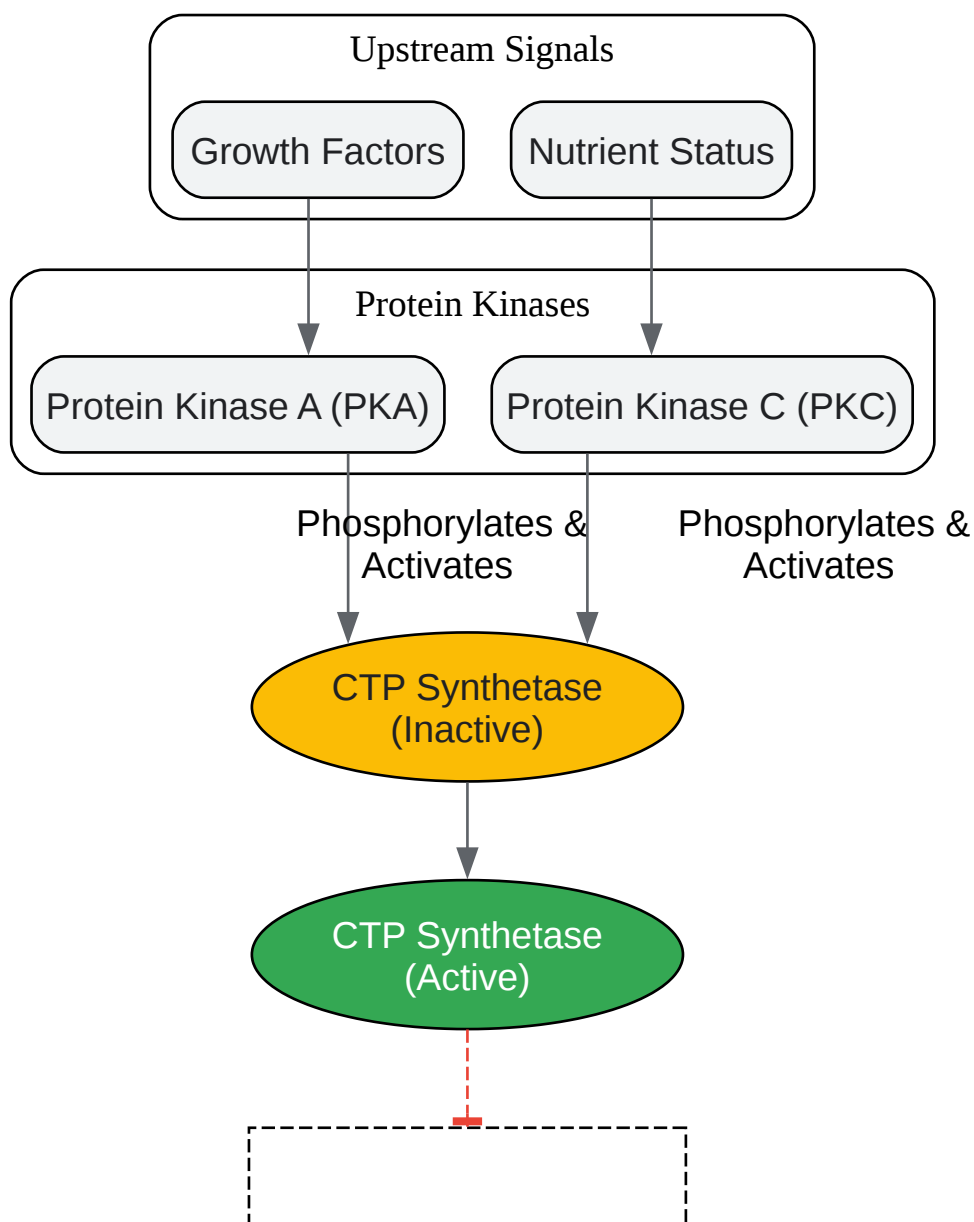 Upstream Signals
Growth Factors
Nutrient Status
Protein Kinases
Protein Kinase A (PKA)
Protein Kinase C (PKC)
Phosphorylates &
Activates
Phosphorylates &
Activates
CTP Synthetase
(Inactive)
CTP Synthetase
(Active)